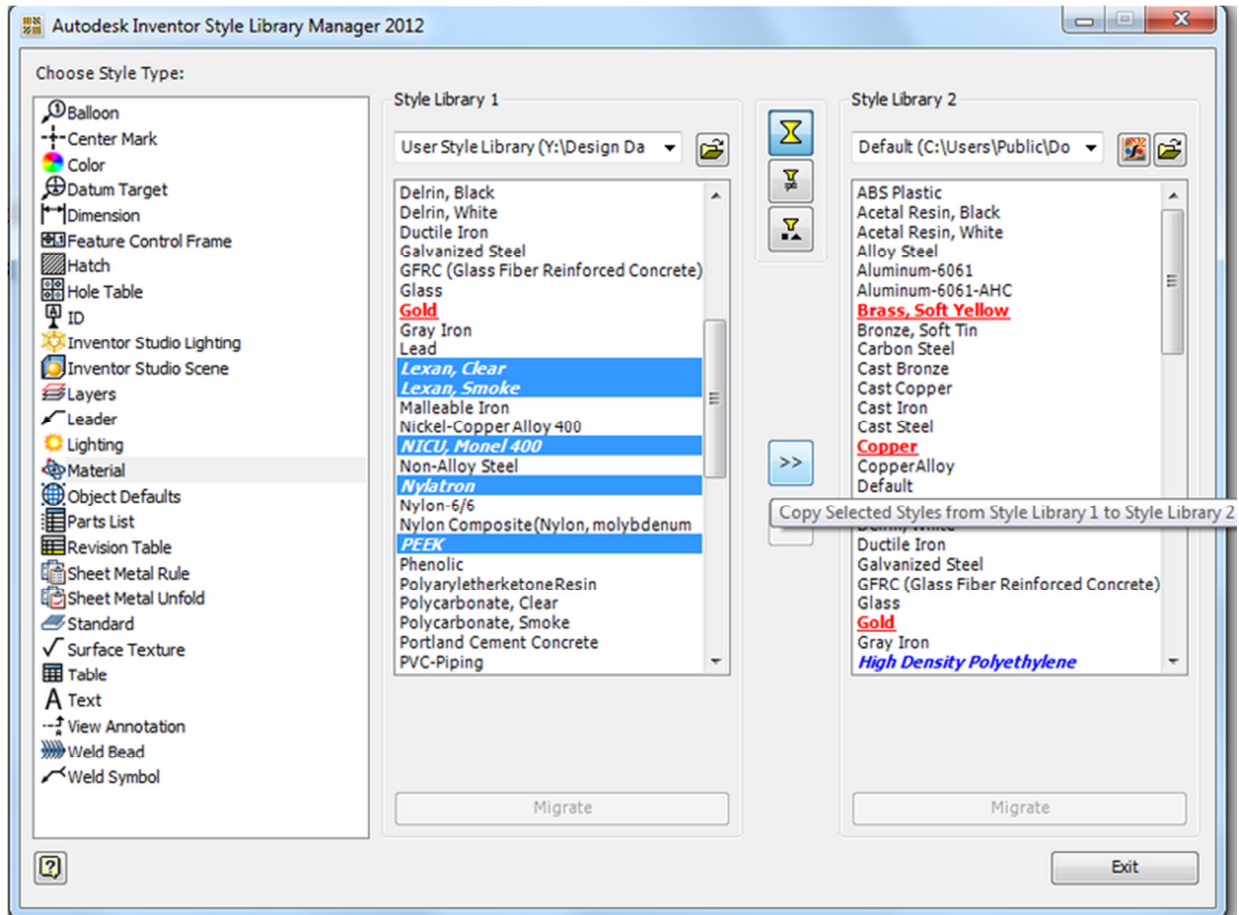 Autodesk Inventor Style Library Manager 2012
Choose Style Type:
Balloon
Center Mark
Color
Datum Target
Dimension
Feature Control Frame
Hatch
Hole Table
ID
Inventor Studio Lighting
Inventor Studio Scene
Layers
Leader
Lighting
Material
Object Defaults
Parts List
Revision Table
Sheet Metal Rule
Sheet Metal Unfold
Standard
Surface Texture
Table
Text
View Annotation
Weld Bead
Weld Symbol
Style Library 1
User Style Library (Y:\Design Da
Delrin, Black
Delrin, White
Ductile Iron
Galvanized Steel
GFRC (Glass Fiber Reinforced Concrete)
Glass
Gold
Gray Iron
Lead
Lexan, Clear
Lexan, Smoke
Malleable Iron
Nickel-Copper Alloy 400
NICU, Monel 400
Non-Alloy Steel
Nylatron
Nylon-6/6
Nylon Composite(Nylon, molybdenum
PEEK
Phenolic
PolyaryletherketoneResin
Polycarbonate, Clear
Polycarbonate, Smoke
Portland Cement Concrete
PVC-Piping
Migrate
>>
Copy Selected Styles from Style Library 1 to Style Library 2
Style Library 2
Default (C:\Users\Public\Do
ABS Plastic
Acetal Resin, Black
Acetal Resin, White
Alloy Steel
Aluminum-6061
Aluminum-6061-AHC
Brass, Soft Yellow
Bronze, Soft Tin
Carbon Steel
Cast Bronze
Cast Copper
Cast Iron
Cast Steel
Copper
CopperAlloy
Default
Delrin, White
Ductile Iron
Galvanized Steel
GFRC (Glass Fiber Reinforced Concrete)
Glass
Gold
Gray Iron
High Density Polyethylene
Migrate
Exit